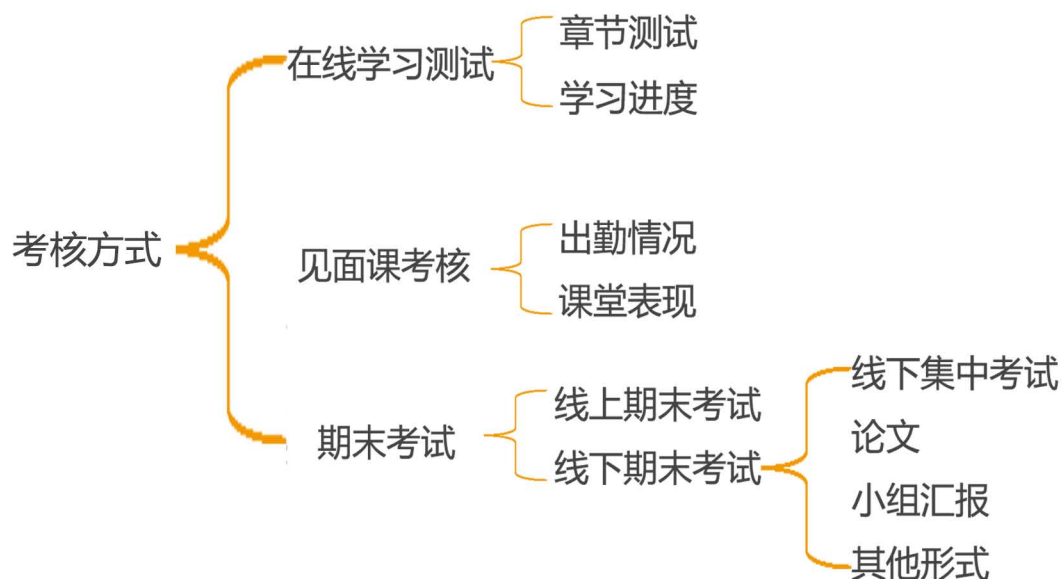 考核方式
在线学习测试
章节测试
学习进度
见面课考核
出勤情况
课堂表现
期末考试
线上期末考试
线下期末考试
线下集中考试
论文
小组汇报
其他形式